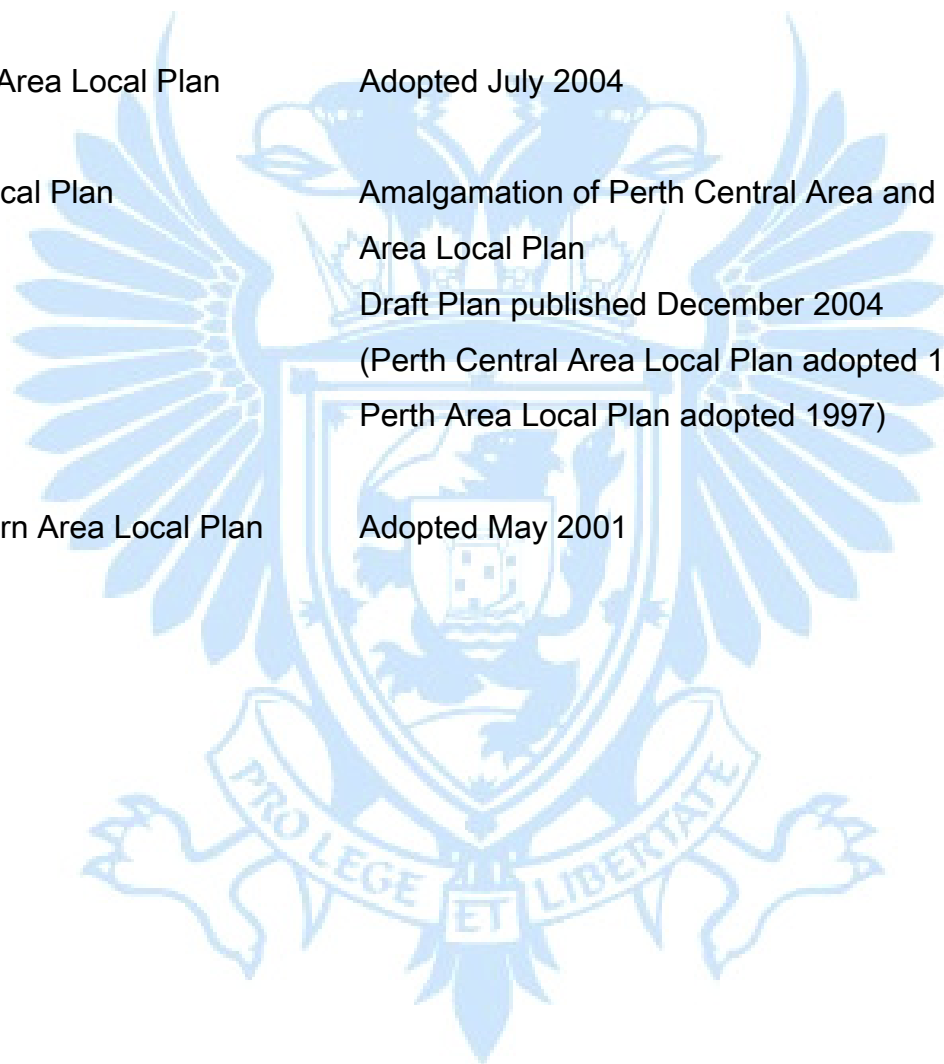 Area Local Plan Adopted July 2004
cal Plan Amalgamation of Perth Central Area and
Area Local Plan
Draft Plan published December 2004
(Perth Central Area Local Plan adopted 1
Perth Area Local Plan adopted 1997)
rn Area Local Plan Adopted May 2001
PRO LEGE ET LIBERTATE